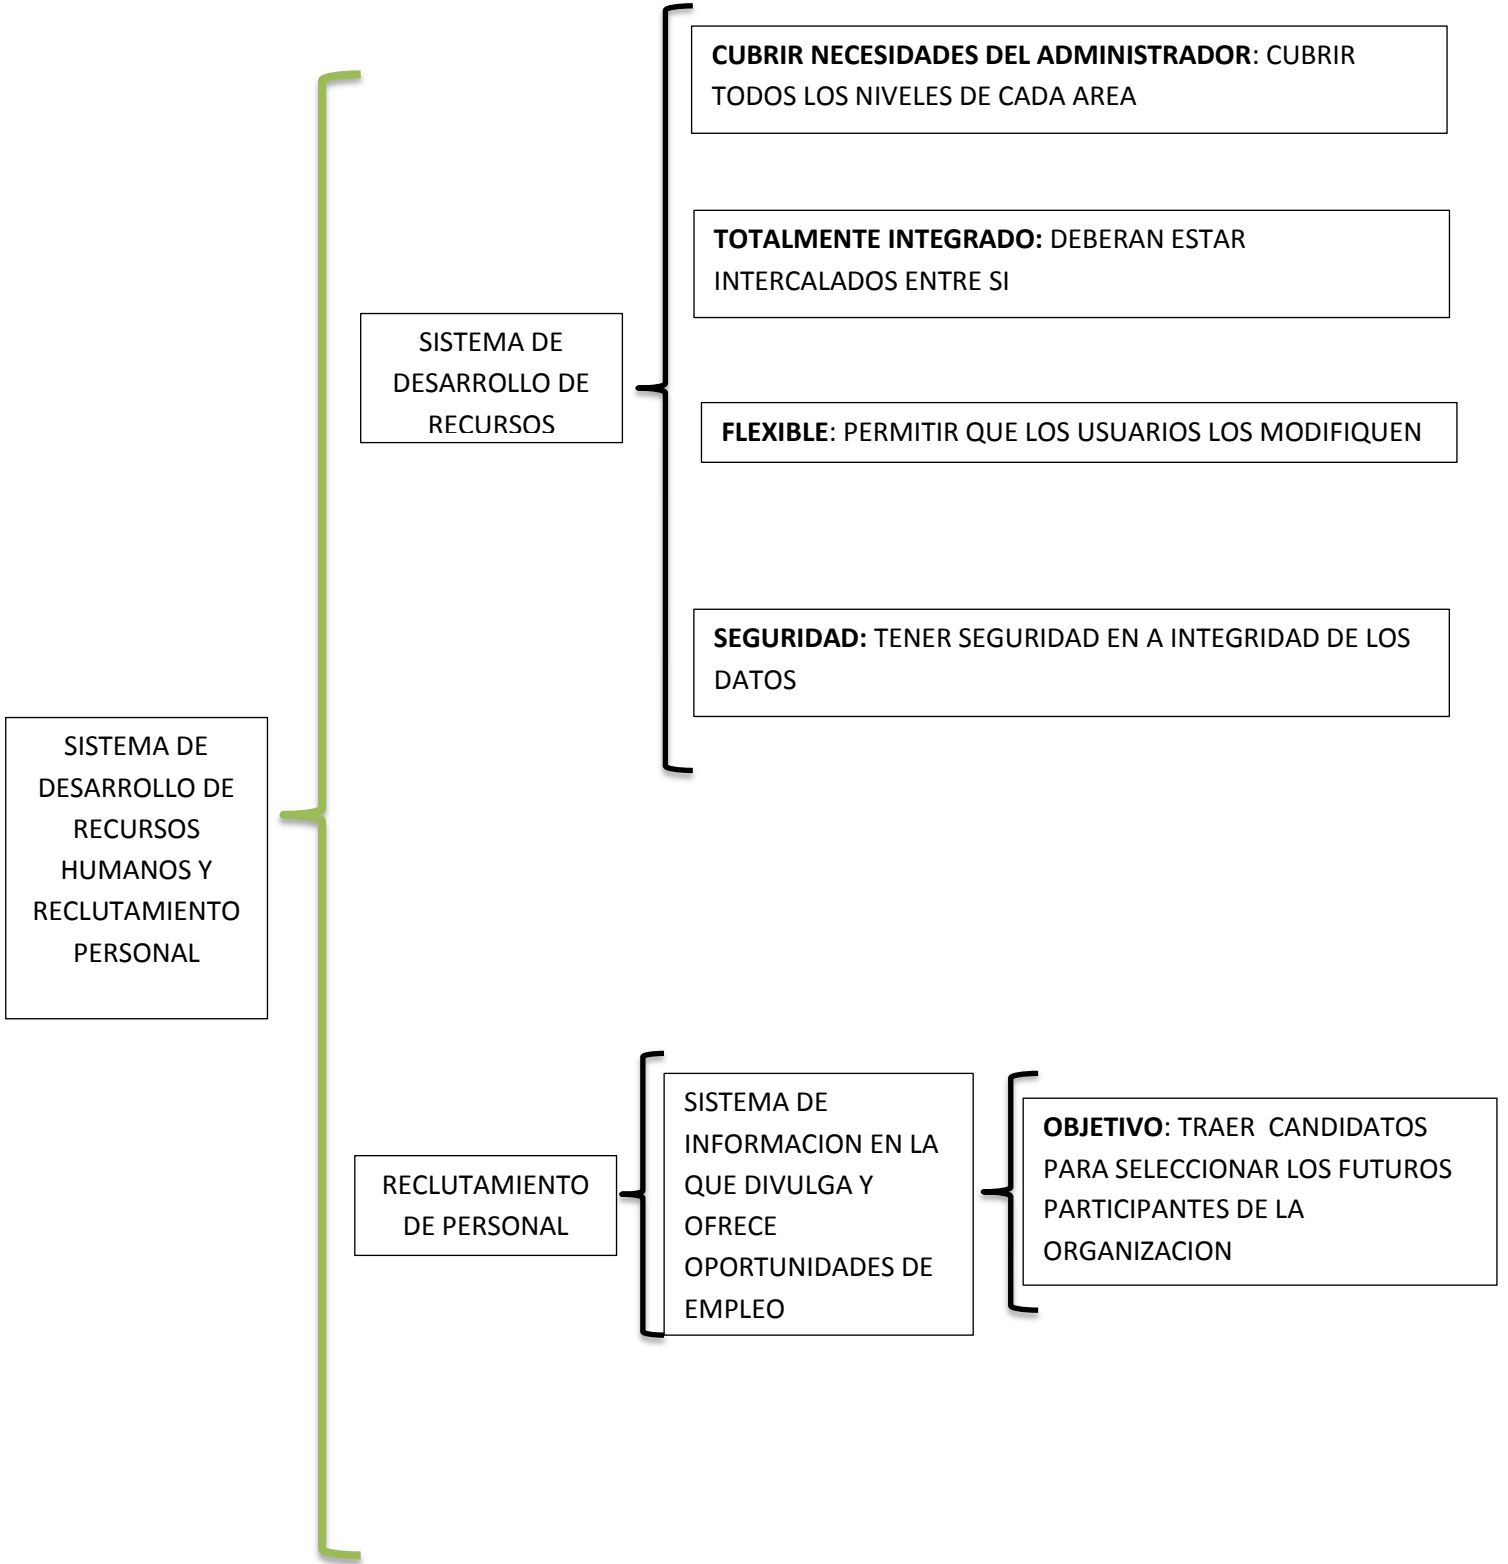 SISTEMA DE
DESARROLLO DE
RECURSOS
HUMANOS Y
RECLUTAMIENTO
PERSONAL
SISTEMA DE
DESARROLLO DE
RECURSOS
CUBRIR NECESIDADES DEL ADMINISTRADOR: CUBRIR
TODOS LOS NIVELES DE CADA AREA
TOTALMENTE INTEGRADO: DEBERAN ESTAR
INTERCALADOS ENTRE SI
FLEXIBLE: PERMITIR QUE LOS USUARIOS LOS MODIFIQUEN
SEGURIDAD: TENER SEGURIDAD EN A INTEGRIDAD DE LOS
DATOS
RECLUTAMIENTO
DE PERSONAL
SISTEMA DE
INFORMACION EN LA
QUE DIVULGA Y
OFRECE
OPORTUNIDADES DE
EMPLEO
OBJETIVO: TRAER  CANDIDATOS
PARA SELECCIONAR LOS FUTUROS
PARTICIPANTES DE LA
ORGANIZACION